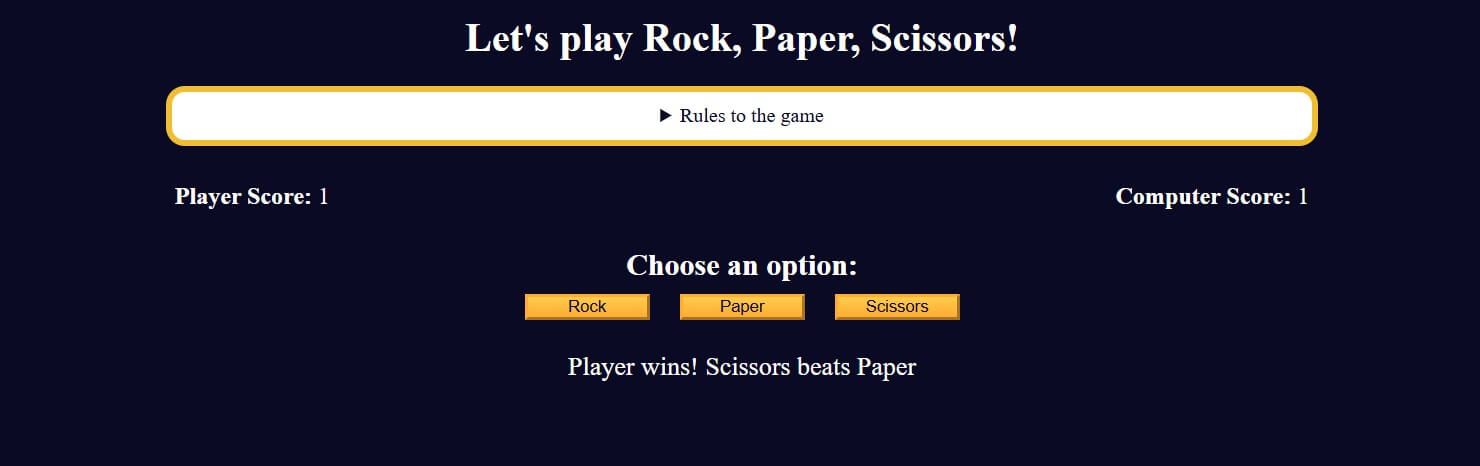 Let's play Rock, Paper, Scissors!
▶ Rules to the game
Player Score: 1 Computer Score: 1
Choose an option:
Rock Paper Scissors
Player wins! Scissors beats Paper